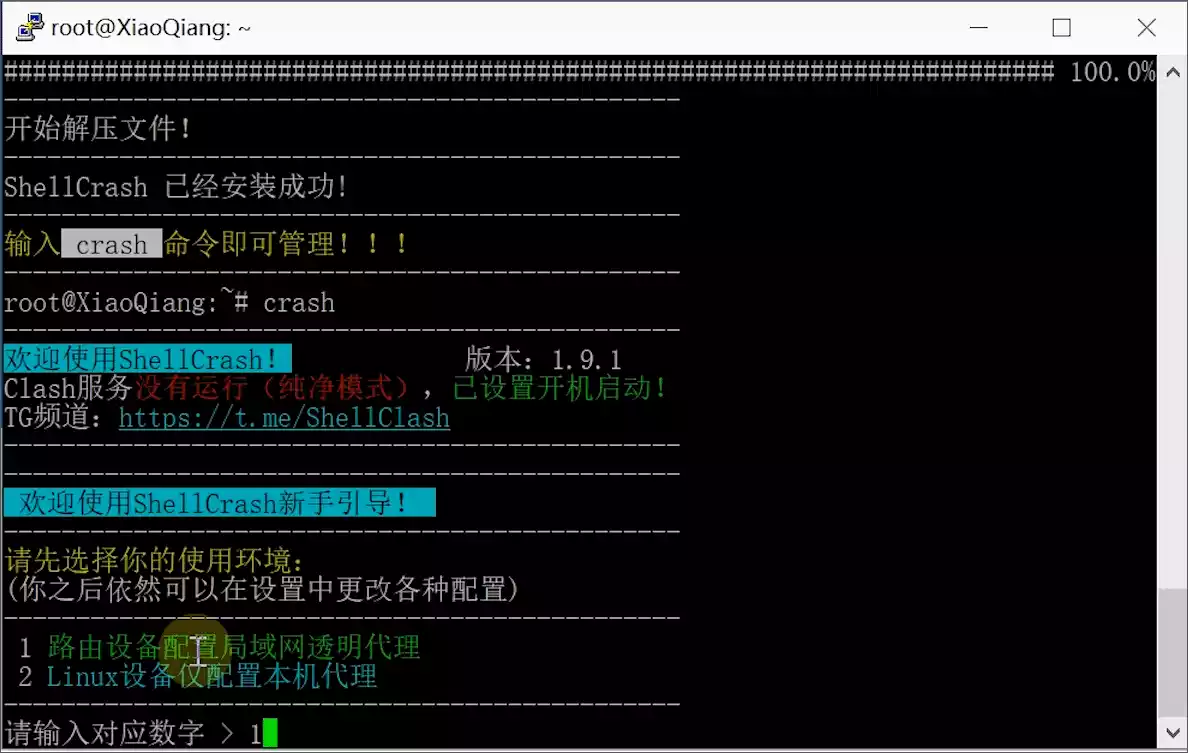 root@XiaoQiang: ~
######################################################################### 100.0%
-----------------------------------------------
开始解压文件！
-----------------------------------------------
ShellCrash 已经安装成功!
-----------------------------------------------
输入 crash 命令即可管理！！！
-----------------------------------------------
root@XiaoQiang:~# crash
-----------------------------------------------
欢迎使用ShellCrash！ 版本：1.9.1
Clash服务没有运行（纯净模式），已设置开机启动！
TG频道：https://t.me/ShellClash
-----------------------------------------------
-----------------------------------------------
欢迎使用ShellCrash新手引导！
-----------------------------------------------
请先选择你的使用环境：
(你之后依然可以在设置中更改各种配置)
-----------------------------------------------
1 路由设备配置局域网透明代理
2 Linux设备仅配置本机代理
-----------------------------------------------
请输入对应数字 > 1